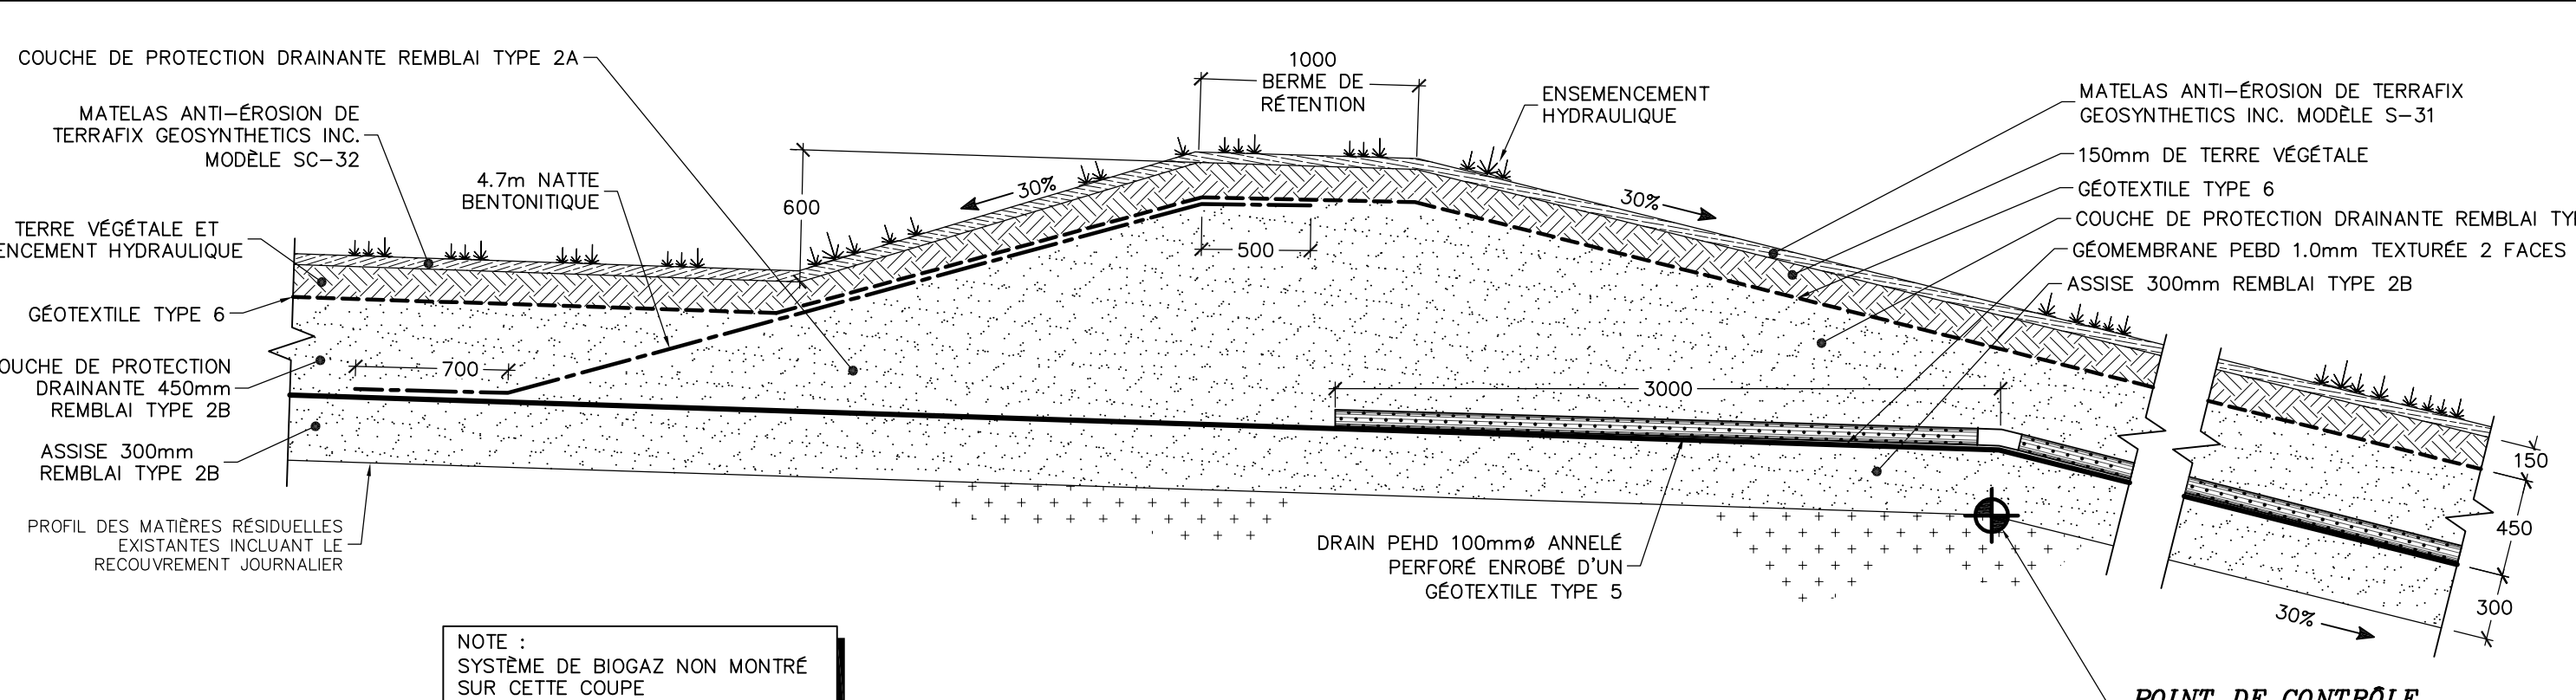 COUCHE DE PROTECTION DRAINANTE REMBLAI TYPE 2A
MATELAS ANTI-ÉROSION DE
TERRAFIX GEOSYNTHETICS INC.
MODÈLE SC-32
4.7m NATTE
BENTONITIQUE
TERRE VÉGÉTALE ET
ENCEMENT HYDRAULIQUE
GÉOTEXTILE TYPE 6
OUCHE DE PROTECTION
DRAINANTE 450mm
REMBLAI TYPE 2B
ASSISE 300mm
REMBLAI TYPE 2B
PROFIL DES MATIÈRES RÉSIDUELLES
EXISTANTES INCLUANT LE
RECOUVREMENT JOURNALIER
700
600
30%
1000
BERME DE
RÉTENTION
500
ENSEMENCEMENT
HYDRAULIQUE
30%
3000
MATELAS ANTI-ÉROSION DE TERRAFIX
GEOSYNTHETICS INC. MODÈLE S-31
150mm DE TERRE VÉGÉTALE
GÉOTEXTILE TYPE 6
COUCHE DE PROTECTION DRAINANTE REMBLAI TY
GÉOMEMBRANE PEBD 1.0mm TEXTURÉE 2 FACES
ASSISE 300mm REMBLAI TYPE 2B
DRAIN PEHD 100mmø ANNELÉ
PERFORÉ ENROBÉ D'UN
GÉOTEXTILE TYPE 5
150
450
300
30%
NOTE :
SYSTÈME DE BIOGAZ NON MONTRÉ
SUR CETTE COUPE
POINT DE CONTRÔLE